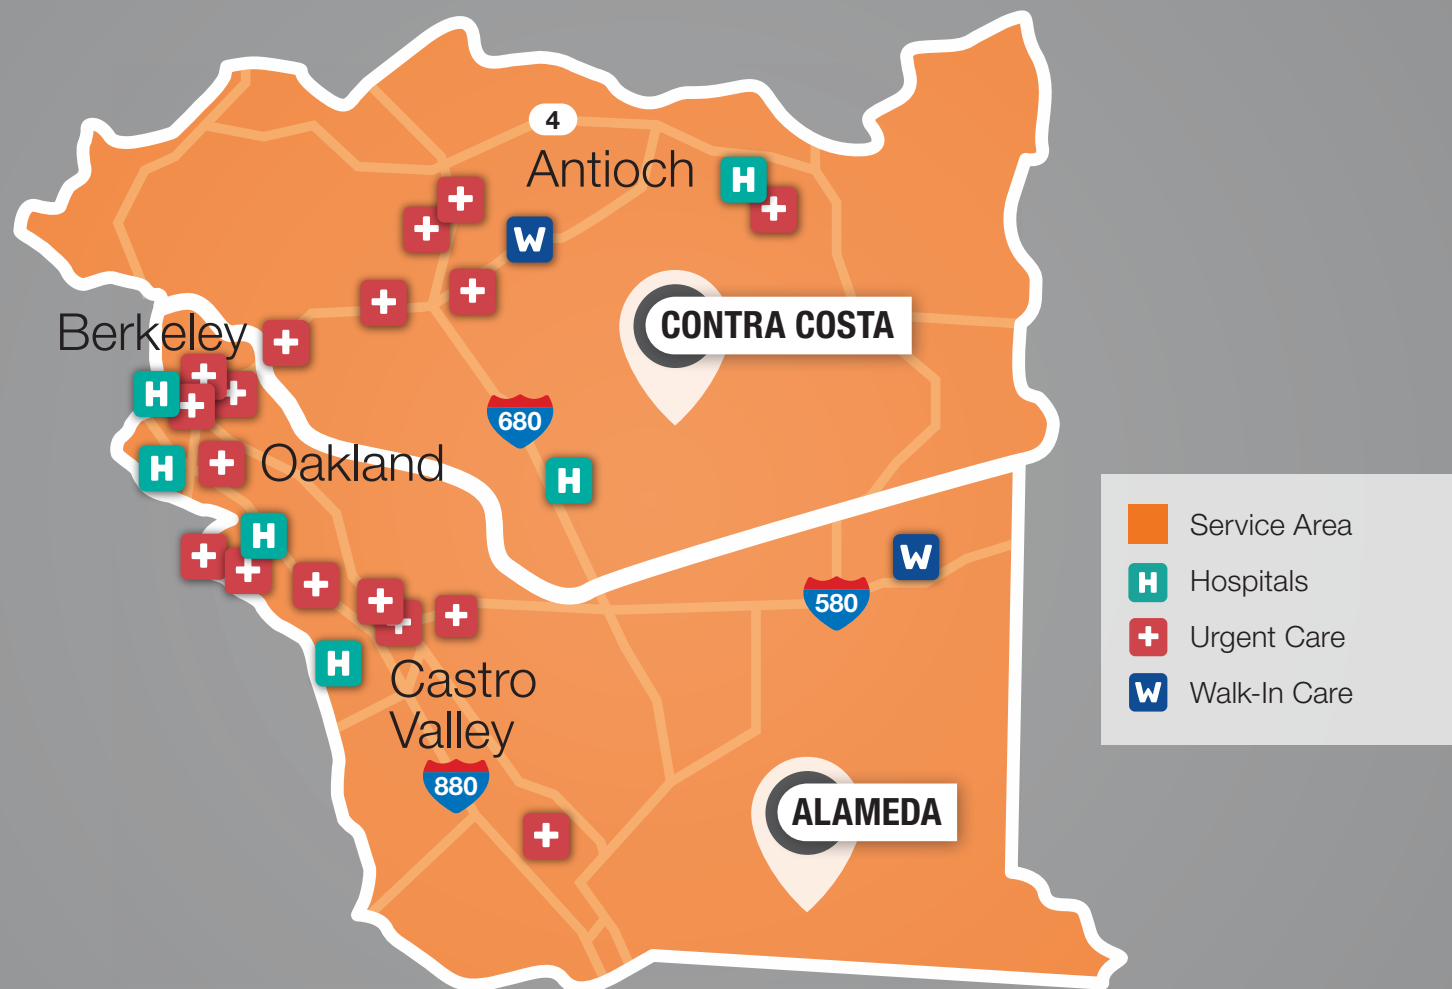 4
Antioch
H
W
CONTRA COSTA
Berkeley
H
680
Oakland
H
H
H
W
580
H
Castro
Valley
880
ALAMEDA
Service Area
H Hospitals
Urgent Care
W Walk-In Care